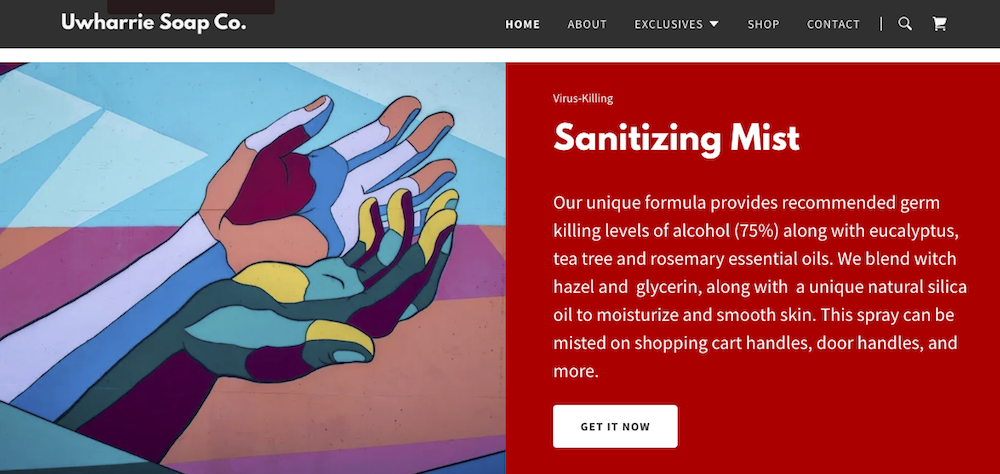 Uwharrie Soap Co.
HOME ABOUT EXCLUSIVES SHOP CONTACT
Virus-Killing
Sanitizing Mist
Our unique formula provides recommended germ
killing levels of alcohol (75%) along with eucalyptus,
tea tree and rosemary essential oils. We blend witch
hazel and glycerin, along with a unique natural silica
oil to moisturize and smooth skin. This spray can be
misted on shopping cart handles, door handles, and
more.
GET IT NOW